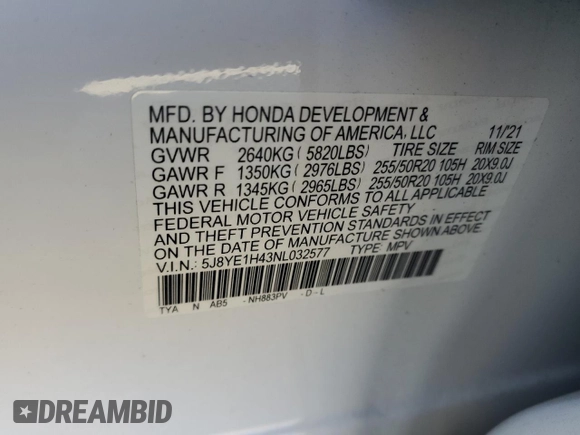 MFD. BY HONDA DEVELOPMENT &
MANUFACTURING OF AMERICA, LLC 11/21
GVWR 2640KG ( 5820LBS) TIRE SIZE RIM SIZE
GAWR F 1350KG ( 2976LBS) 255/50R20 105H 20X9.0J
GAWR R 1345KG ( 2965LBS) 255/50R20 105H 20X9.0J
THIS VEHICLE CONFORMS TO ALL APPLICABLE
FEDERAL MOTOR VEHICLE SAFETY
AND THEFT PREVENTION STANDARDS IN EFFECT
ON THE DATE OF MANUFACTURE SHOWN ABOVE.
V.I.N.: 5J8YE1H43NL032577 TYPE: MPV
TYA N AB5 -NH883PV -D-L
DREAMBID